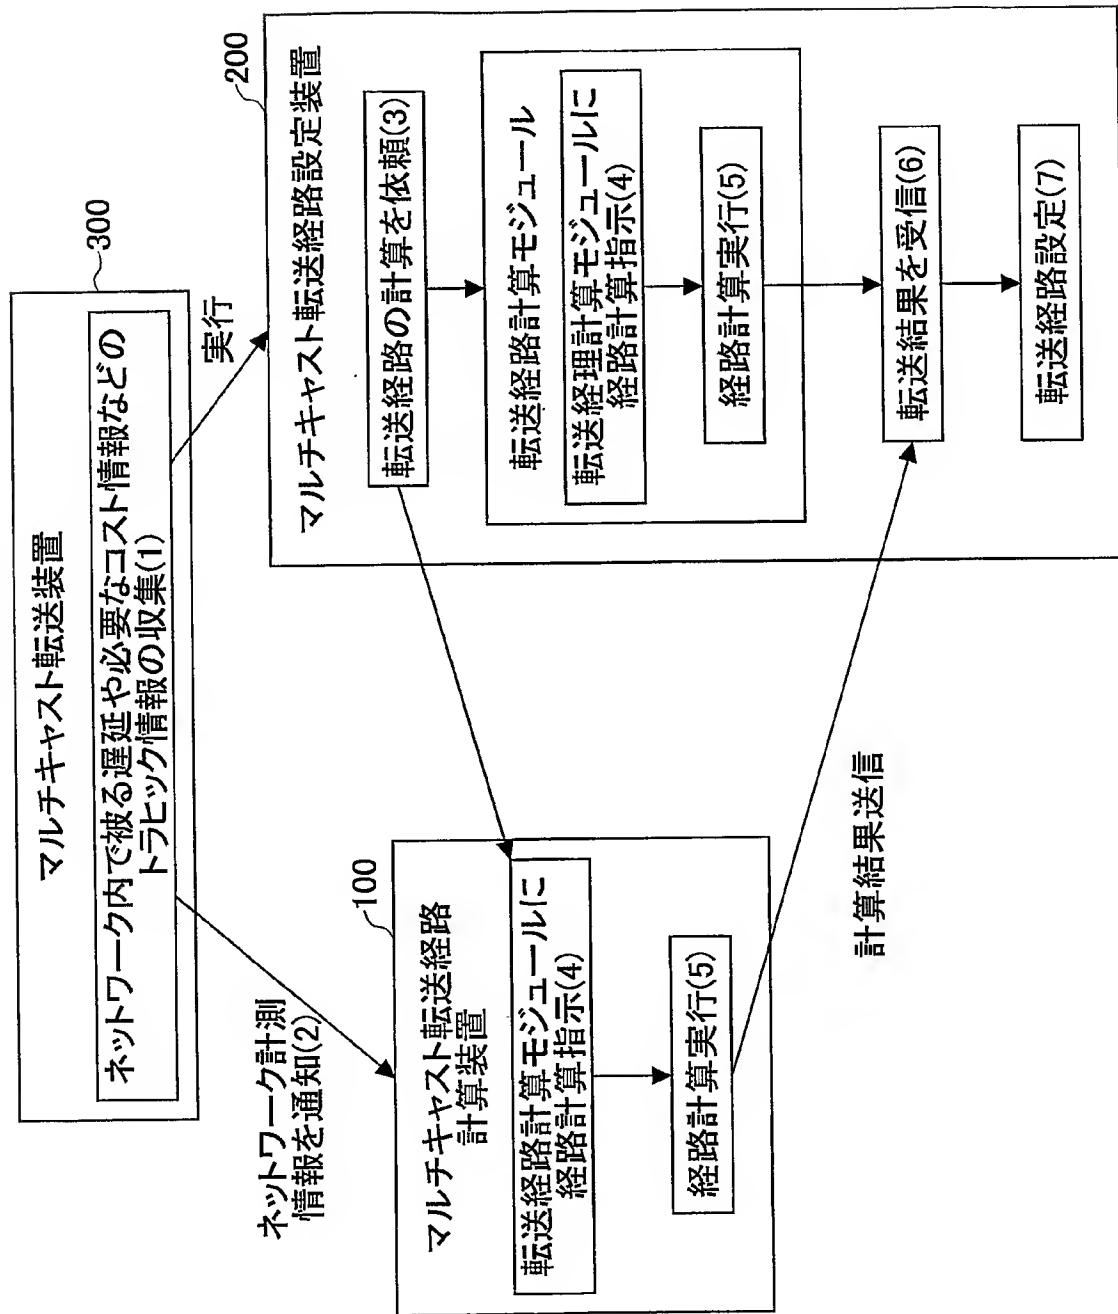 マルチキャスト転送装置
300
ネットワーク内で被る遅延や必要なコスト情報などの
トラヒック情報の収集(1)
ネットワーク計測
情報を通知(2)
実行
100
マルチキャスト転送経路
計算装置
転送経路計算モジュールに
経路計算指示(4)
経路計算実行(5)
計算結果送信
200
マルチキャスト転送経路設定装置
転送経路の計算を依頼(3)
転送経路計算モジュール
転送経理計算モジュールに
経路計算指示(4)
経路計算実行(5)
転送結果を受信(6)
転送経路設定(7)